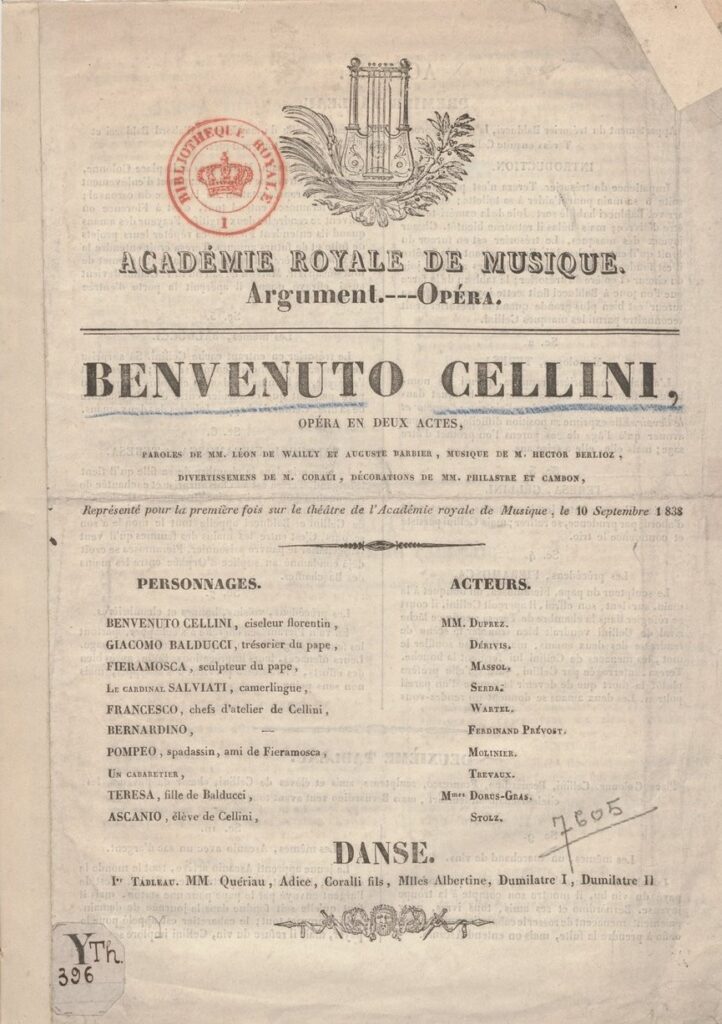 BIBLIOTHEQUE ROYALE
I
ACADÉMIE ROYALE DE MUSIQUE.
Argument.---OPÉRA.
BENVENUTO CELLINI,
OPÉRA EN DEUX ACTES,
PAROLES DE MM. LÉON DE WAILLY ET AUGUSTE BARBIER, MUSIQUE DE M. HECTOR BERLIOZ,
DIVERTISSEMENS DE M. CORALI, DÉCORATIONS DE MM. PHILASTRE ET CAMBON,
Représenté pour la première fois sur le théâtre de l'Académie royale de Musique, le 10 Septembre 1838
PERSONNAGES. ACTEURS.
BENVENUTO CELLINI, ciseleur florentin, MM. DUPREZ.
GIACOMO BALDUCCI, trésorier du pape, DÉRIVIS.
FIERAMOSCA, sculpteur du pape, MASSOL.
LE CARDINAL SALVIATI, camerlingue, SERDA.
FRANCESCO, chefs d'atelier de Cellini, WARTEL.
BERNARDINO, — FERDINAND PRÉVOST.
POMPEO, spadassin, ami de Fieramosca, MOLINIER.
UN CABARETIER, TREVAUX.
TERESA, fille de Balducci, Mmes DORUS-GRAS.
ASCANIO, élève de Cellini, STOLZ.
7605
DANSE.
Ier TABLEAU. MM. Quériau, Adice, Coralli fils, Mlles Albertine, Dumilatre I, Dumilatre II
YTh.
396